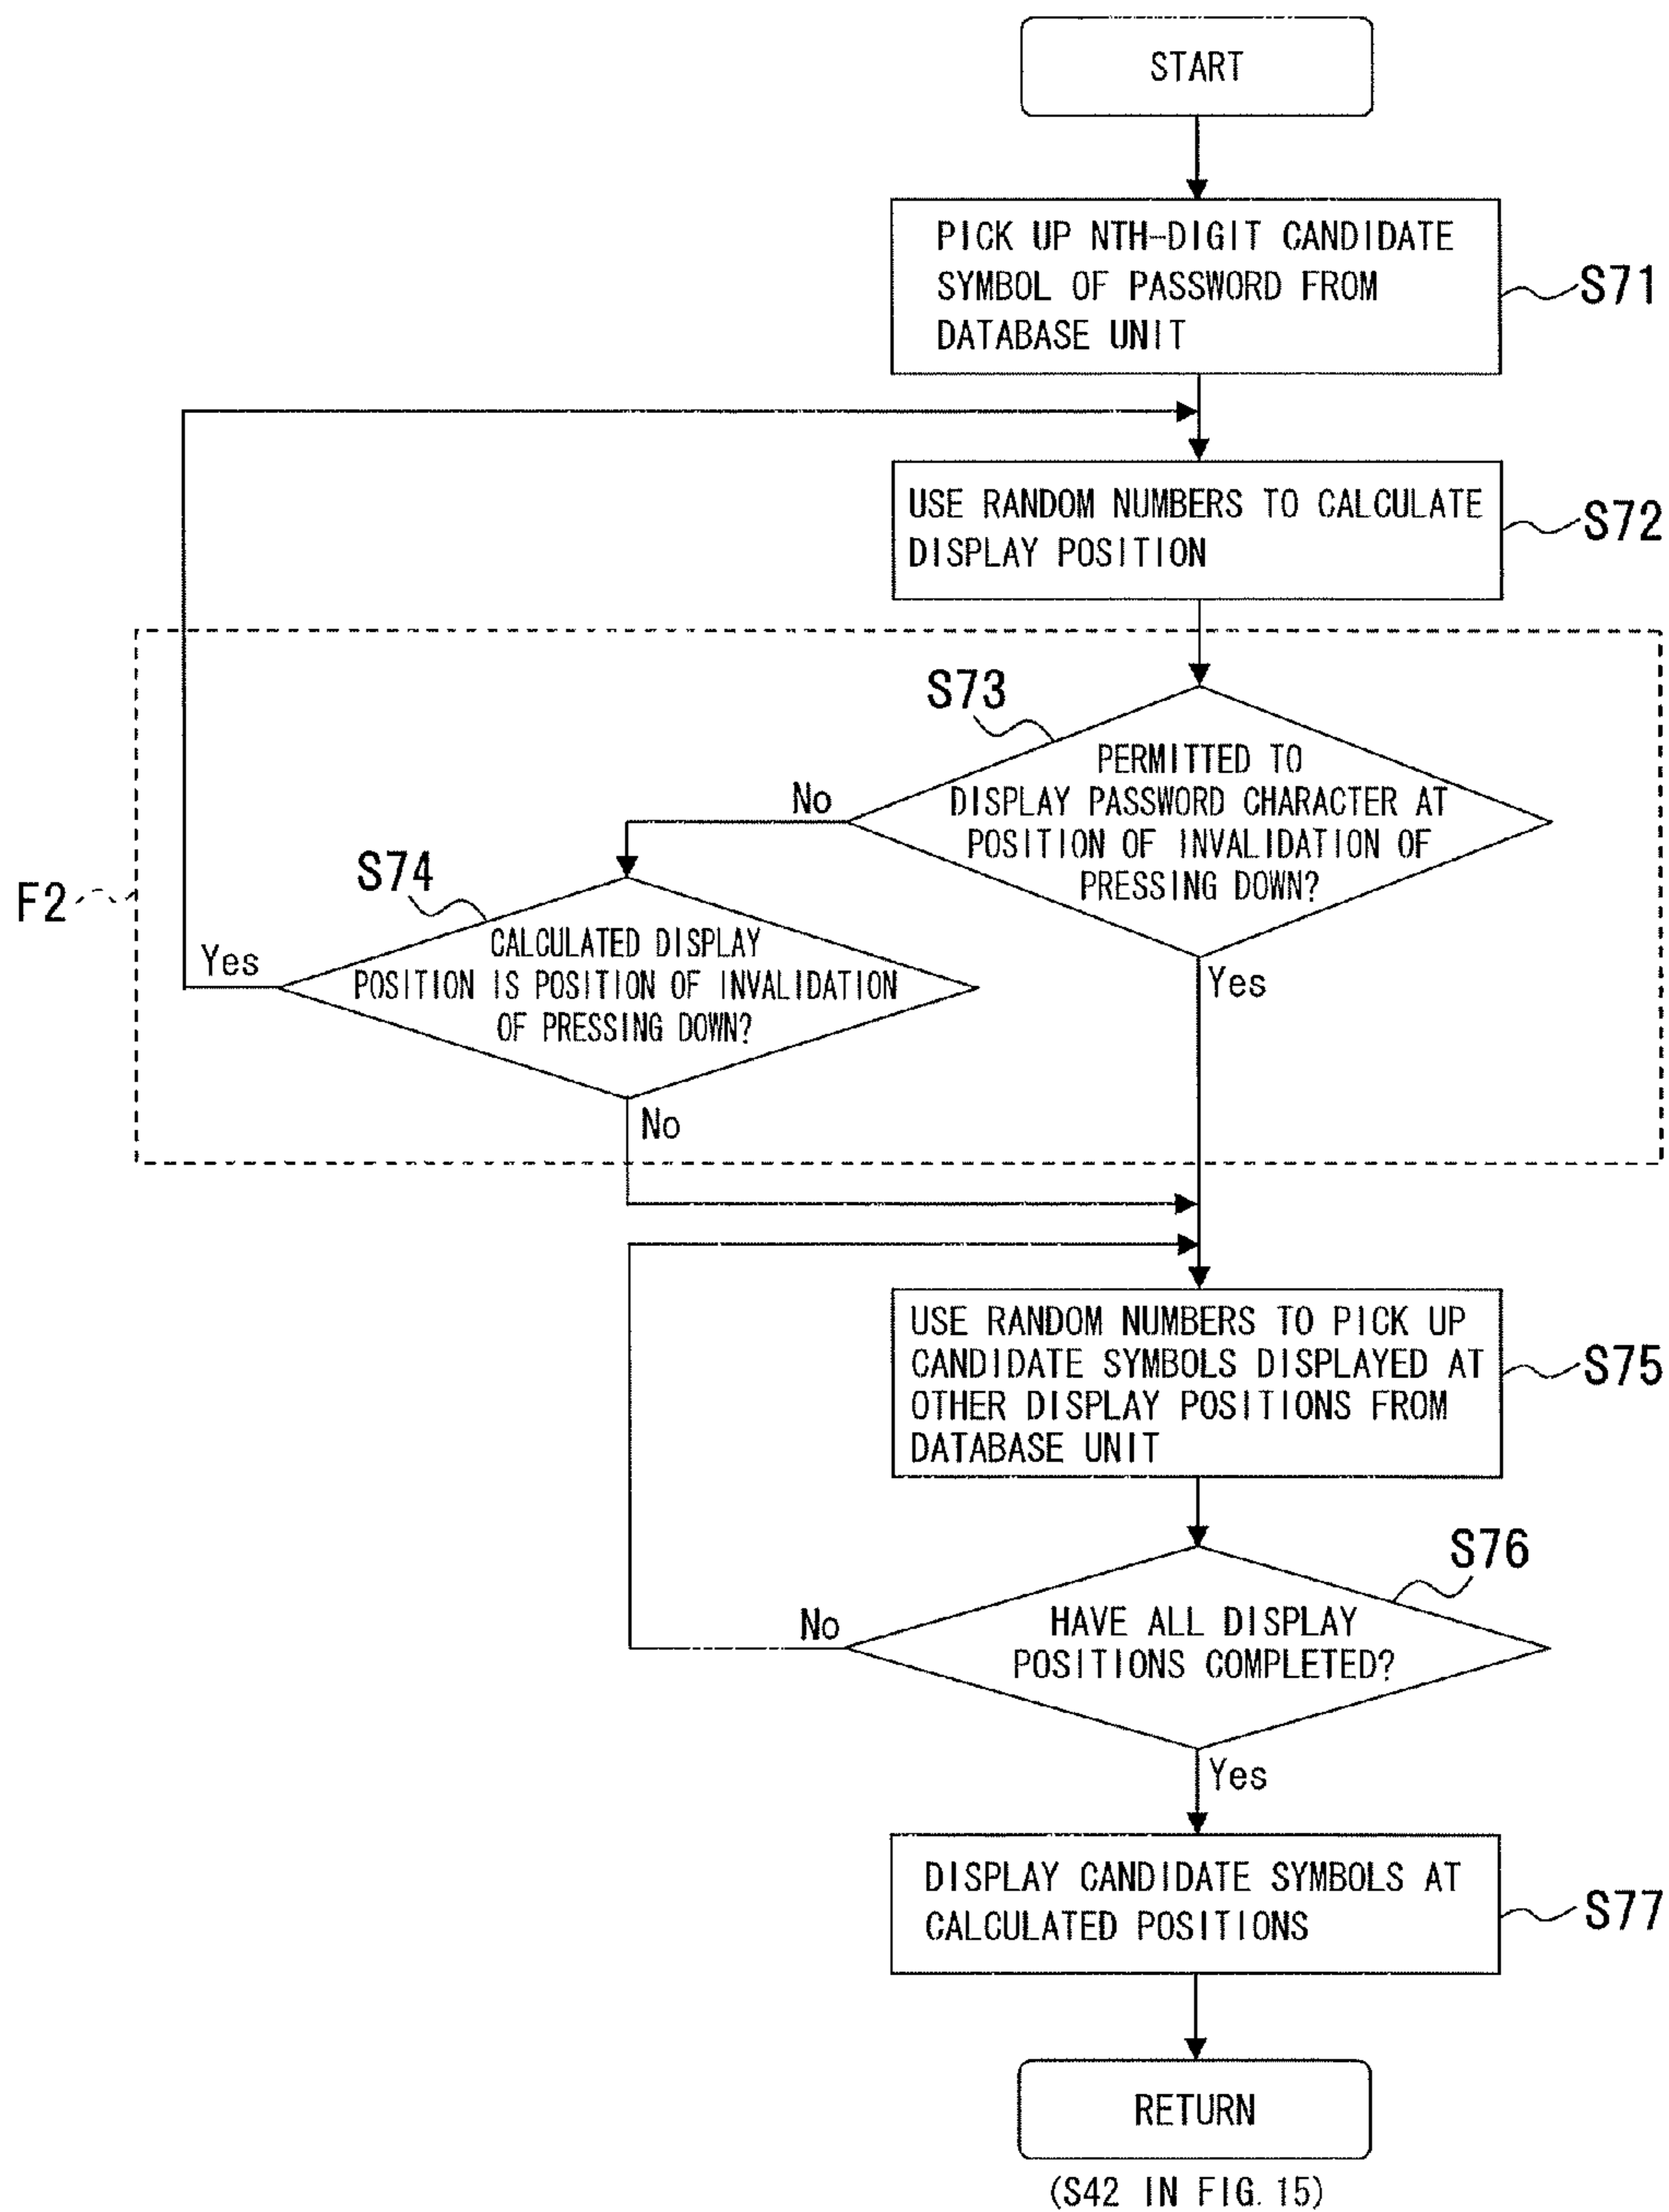 START
PICK UP NTH-DIGIT CANDIDATE
SYMBOL OF PASSWORD FROM
DATABASE UNIT
S71
USE RANDOM NUMBERS TO CALCULATE
DISPLAY POSITION
S72
S73
PERMITTED TO
DISPLAY PASSWORD CHARACTER AT
POSITION OF INVALIDATION OF
PRESSING DOWN?
No
Yes
F2
S74
CALCULATED DISPLAY
POSITION IS POSITION OF INVALIDATION
OF PRESSING DOWN?
Yes
No
USE RANDOM NUMBERS TO PICK UP
CANDIDATE SYMBOLS DISPLAYED AT
OTHER DISPLAY POSITIONS FROM
DATABASE UNIT
S75
S76
HAVE ALL DISPLAY
POSITIONS COMPLETED?
No
Yes
DISPLAY CANDIDATE SYMBOLS AT
CALCULATED POSITIONS
S77
RETURN
(S42 IN FIG. 15)